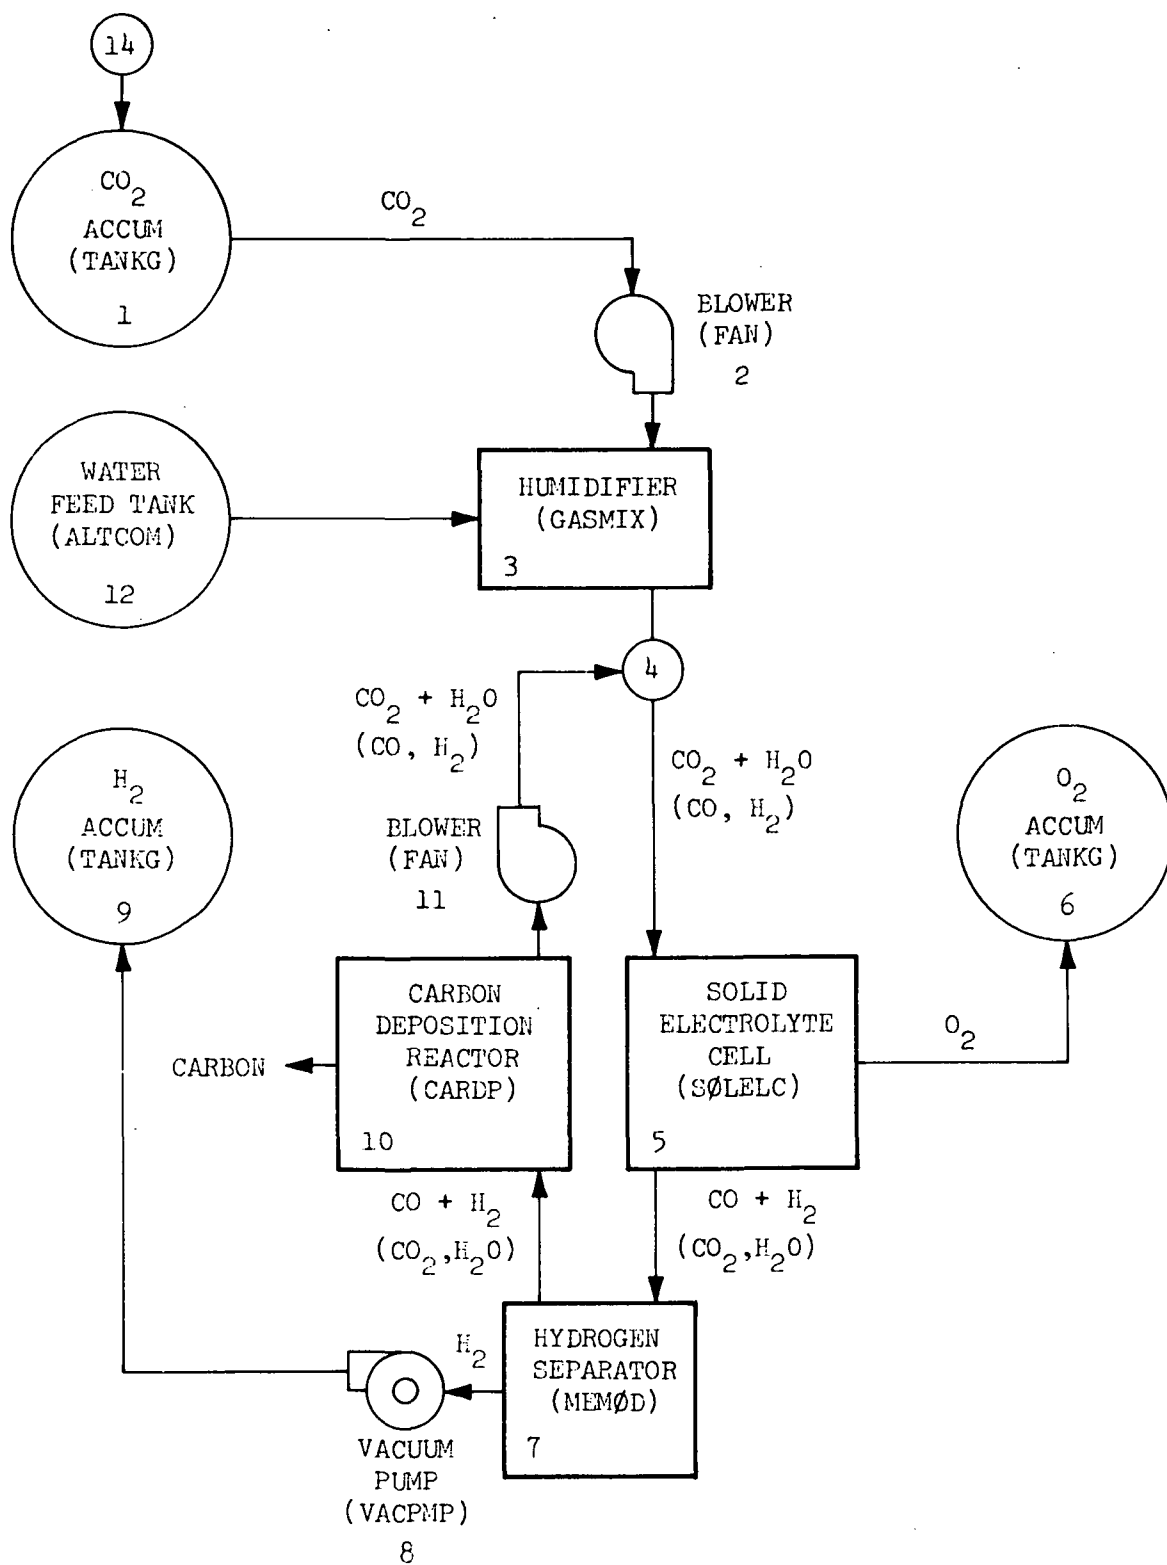 14
CO2
ACCUM
(TANKG)
1
CO2
BLOWER
(FAN)
2
WATER
FEED TANK
(ALTCOM)
12
HUMIDIFIER
(GASMIX)
3
4
CO2 + H2O
(CO, H2)
CO2 + H2O
(CO, H2)
H2
ACCUM
(TANKG)
9
BLOWER
(FAN)
11
O2
ACCUM
(TANKG)
6
CARBON
DEPOSITION
REACTOR
(CARDP)
10
CARBON
SOLID
ELECTROLYTE
CELL
(SØLELC)
5
O2
CO + H2
(CO2,H2O)
CO + H2
(CO2,H2O)
HYDROGEN
SEPARATOR
(MEMØD)
7
H2
VACUUM
PUMP
(VACPMP)
8